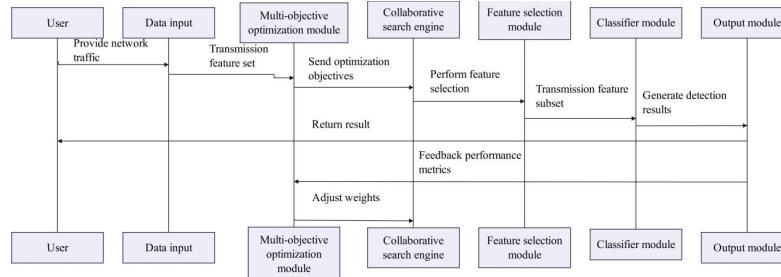 User
Data input
Multi-objective
optimization module
Collaborative
search engine
Feature selection
module
Classifier module
Output module
Provide network
traffic
Transmission
feature set
Send optimization
objectives
Perform feature
selection
Transmission feature
subset
Generate detection
results
Return result
Feedback performance
metrics
Adjust weights
User
Data input
Multi-objective
optimization
module
Collaborative
search engine
Feature selection
module
Classifier module
Output module